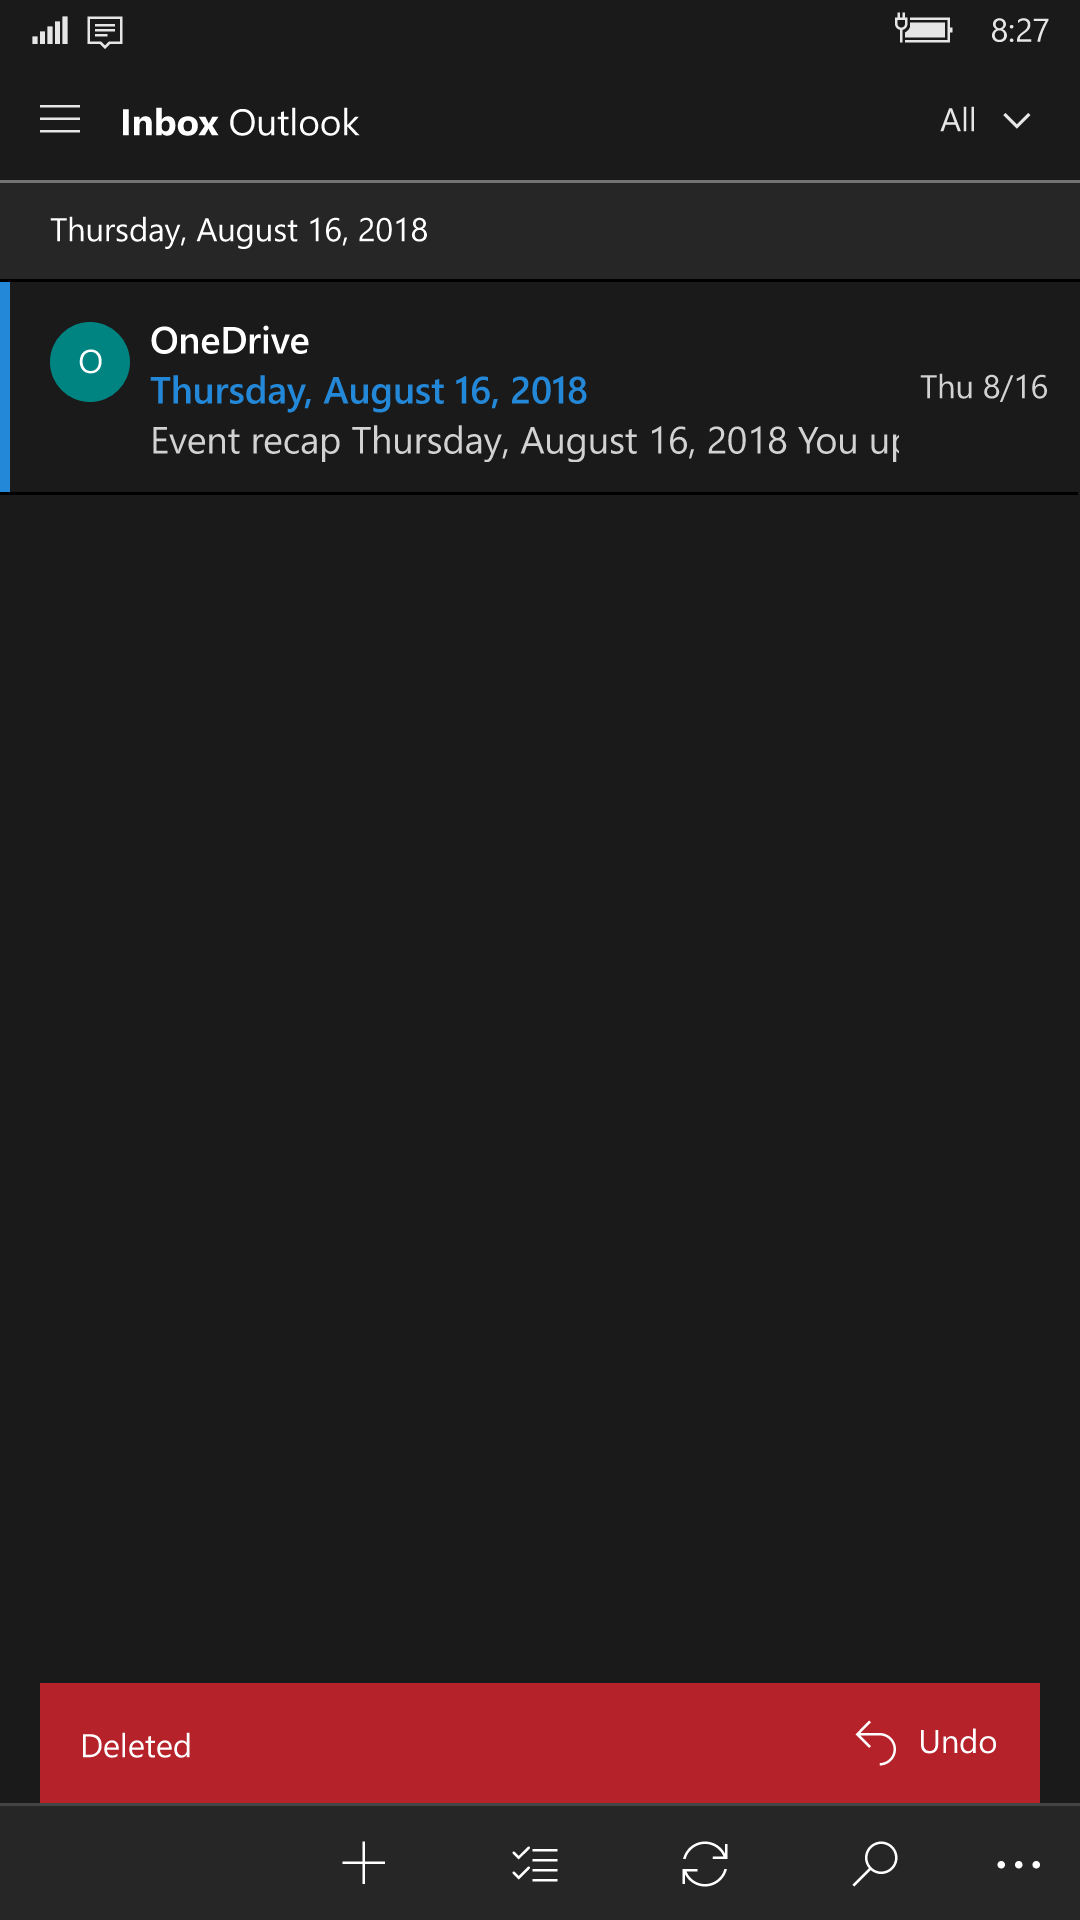 8:27
Inbox Outlook
All
Thursday, August 16, 2018
O
OneDrive
Thursday, August 16, 2018
Thu 8/16
Event recap Thursday, August 16, 2018 You up
Deleted
Undo